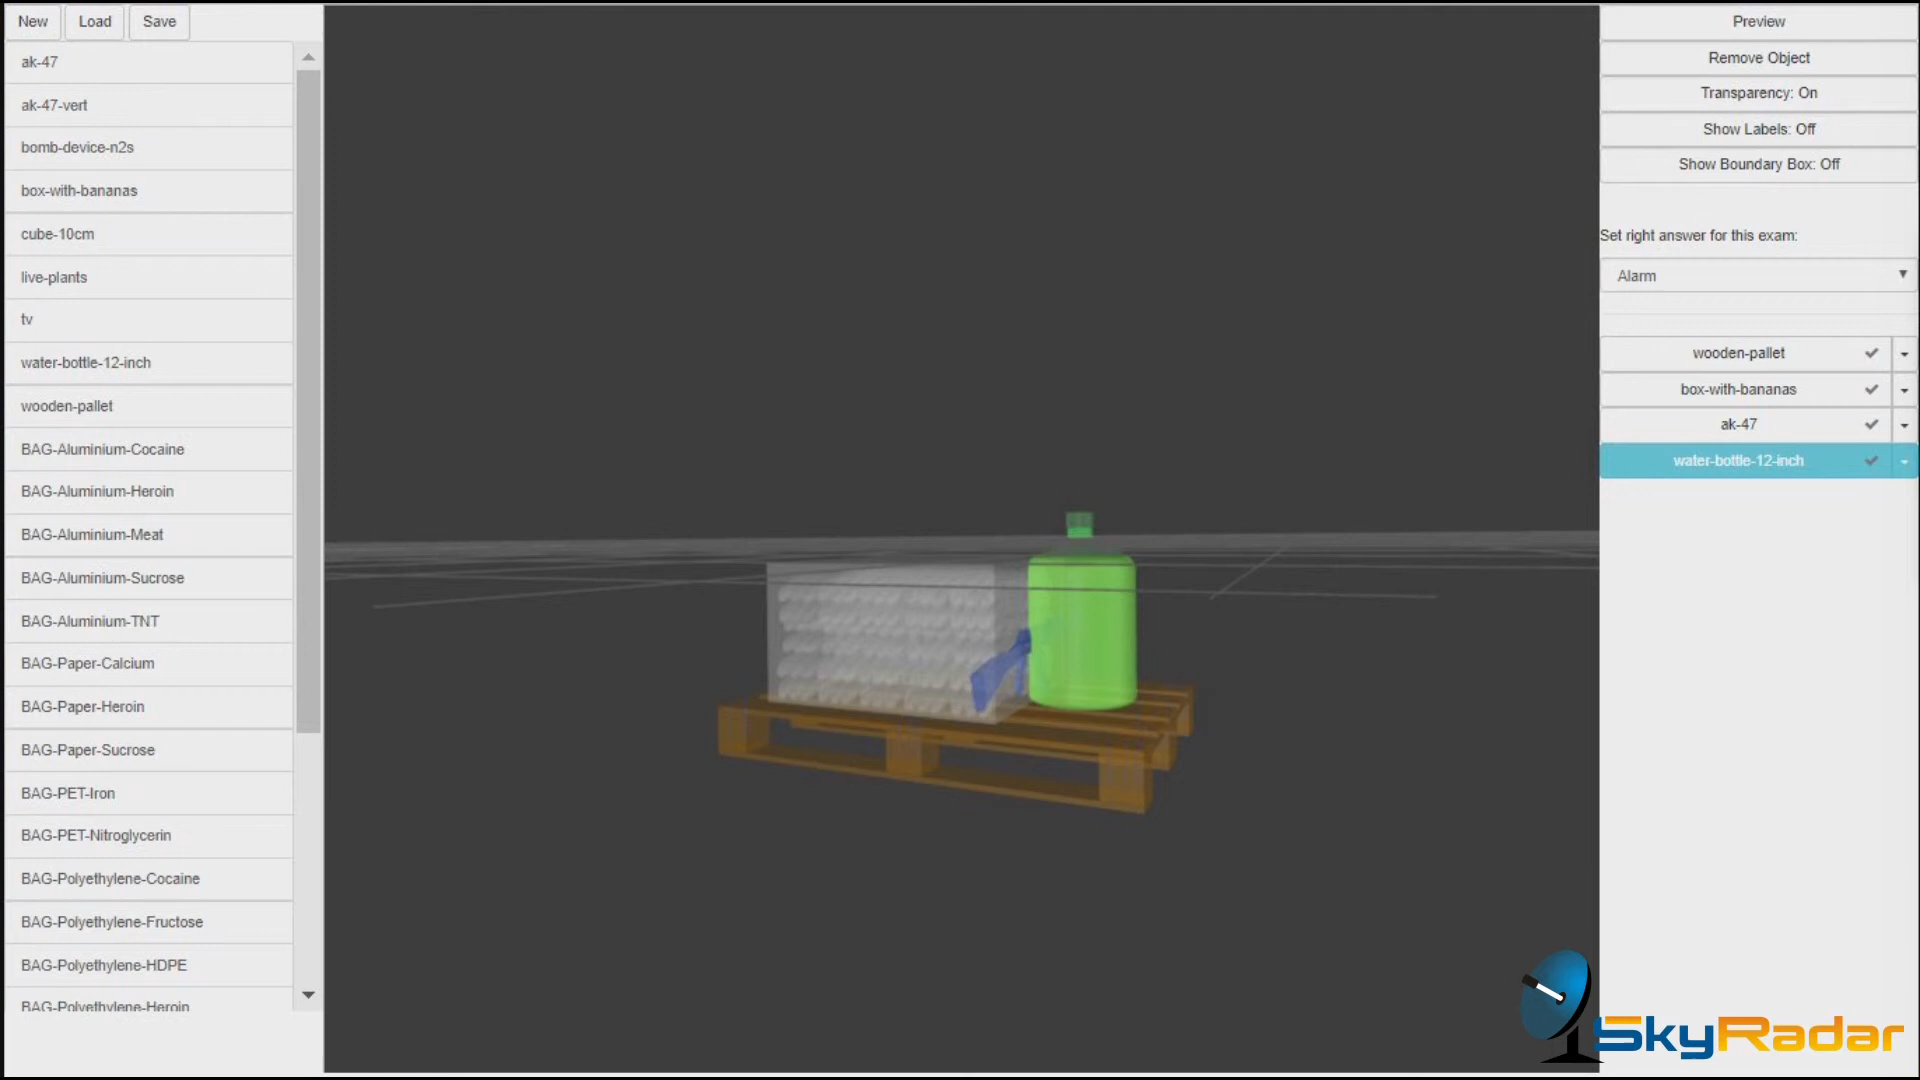 New Load Save
ak-47
ak-47-vert
bomb-device-n2s
box-with-bananas
cube-10cm
live-plants
tv
water-bottle-12-inch
wooden-pallet
BAG-Aluminium-Cocaine
BAG-Aluminium-Heroin
BAG-Aluminium-Meat
BAG-Aluminium-Sucrose
BAG-Aluminium-TNT
BAG-Paper-Calcium
BAG-Paper-Heroin
BAG-Paper-Sucrose
BAG-PET-Iron
BAG-PET-Nitroglycerin
BAG-Polyethylene-Cocaine
BAG-Polyethylene-Fructose
BAG-Polyethylene-HDPE
BAG-Polyethylene-Heroin
Preview
Remove Object
Transparency: On
Show Labels: Off
Show Boundary Box: Off
Set right answer for this exam:
Alarm
wooden-pallet
box-with-bananas
ak-47
water-bottle-12-inch
SkyRadar